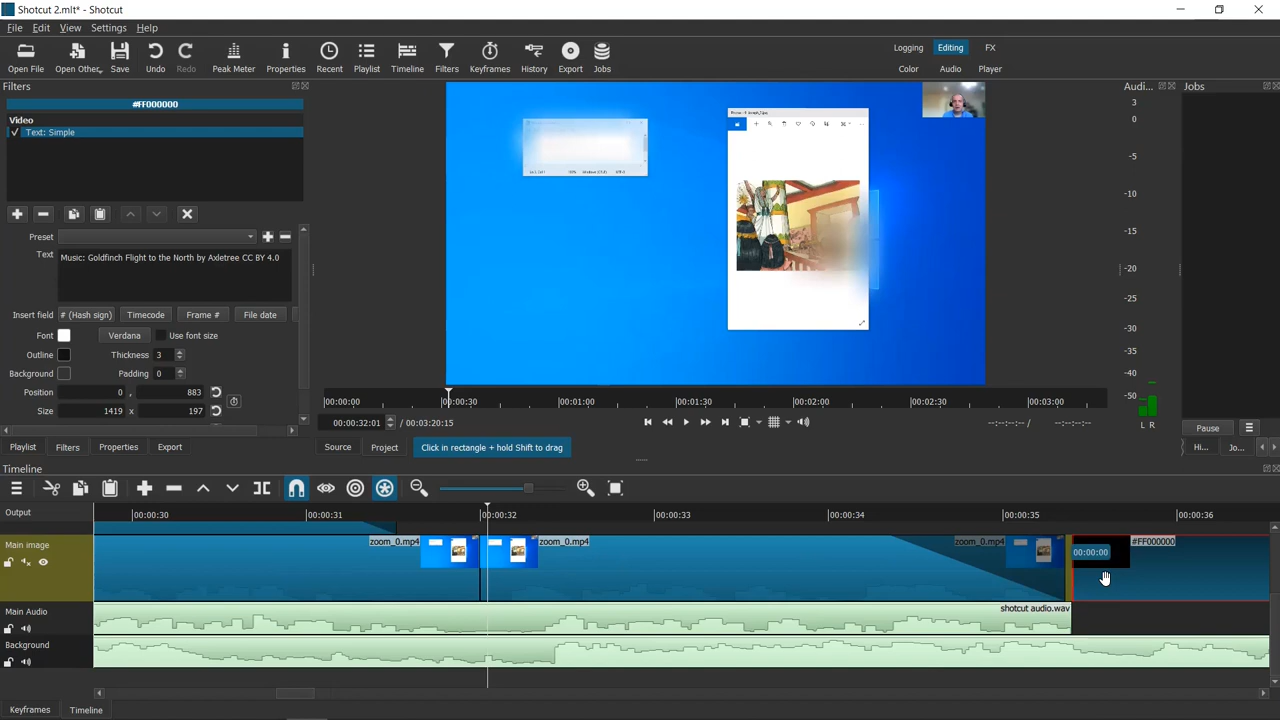 Shotcut 2.mlt* - Shotcut
File Edit View Settings Help
Open File Open Other.. Save Undo Redo Peak Meter Properties Recent Playlist Timeline Filters Keyframes History Export Jobs
Logging Editing FX
Color Audio Player
Filters
Audi...
Jobs
#FF000000
Video
Text: Simple
3
0
-5
-10
-15
-20
-25
-30
-35
-40
-50
L R
Preset
Text Music: Goldfinch Flight to the North by Axletree CC BY 4.0
Insert field # (Hash sign) Timecode Frame # File date
Font Verdana Use font size
Outline Thickness 3
Background Padding 0
Position 0 , 883
Size 1419 x 197
00:00:00 00:00:30 00:01:00 00:01:30 00:02:00 00:02:30 00:03:00
00:00:32:01 / 00:03:20:15
--:--:--:-- / --:--:--:--
Pause
Playlist Filters Properties Export
Source Project Click in rectangle + hold Shift to drag
Hi... Jo...
Timeline
Output
00:00:30 00:00:31 00:00:32 00:00:33 00:00:34 00:00:35 00:00:36
Main image
zoom_0.mp4 zoom_0.mp4 zoom_0.mp4 #FF000000
00:00:00
Main Audio
shotcut audio.wav
Background
Keyframes Timeline